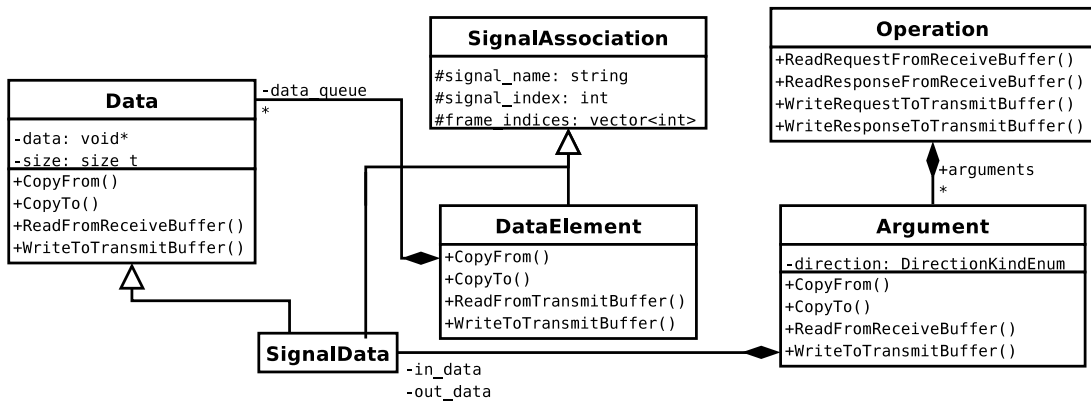 Data
-data: void*
-size: size_t
+CopyFrom()
+CopyTo()
+ReadFromReceiveBuffer()
+WriteToTransmitBuffer()
-data_queue
*
SignalAssociation
#signal_name: string
#signal_index: int
#frame_indices: vector<int>
Operation
+ReadRequestFromReceiveBuffer()
+ReadResponseFromReceiveBuffer()
+WriteRequestToTransmitBuffer()
+WriteResponseToTransmitBuffer()
+arguments
*
DataElement
+CopyFrom()
+CopyTo()
+ReadFromTransmitBuffer()
+WriteToTransmitBuffer()
Argument
-direction: DirectionKindEnum
+CopyFrom()
+CopyTo()
+ReadFromReceiveBuffer()
+WriteToTransmitBuffer()
SignalData
-in_data
-out_data